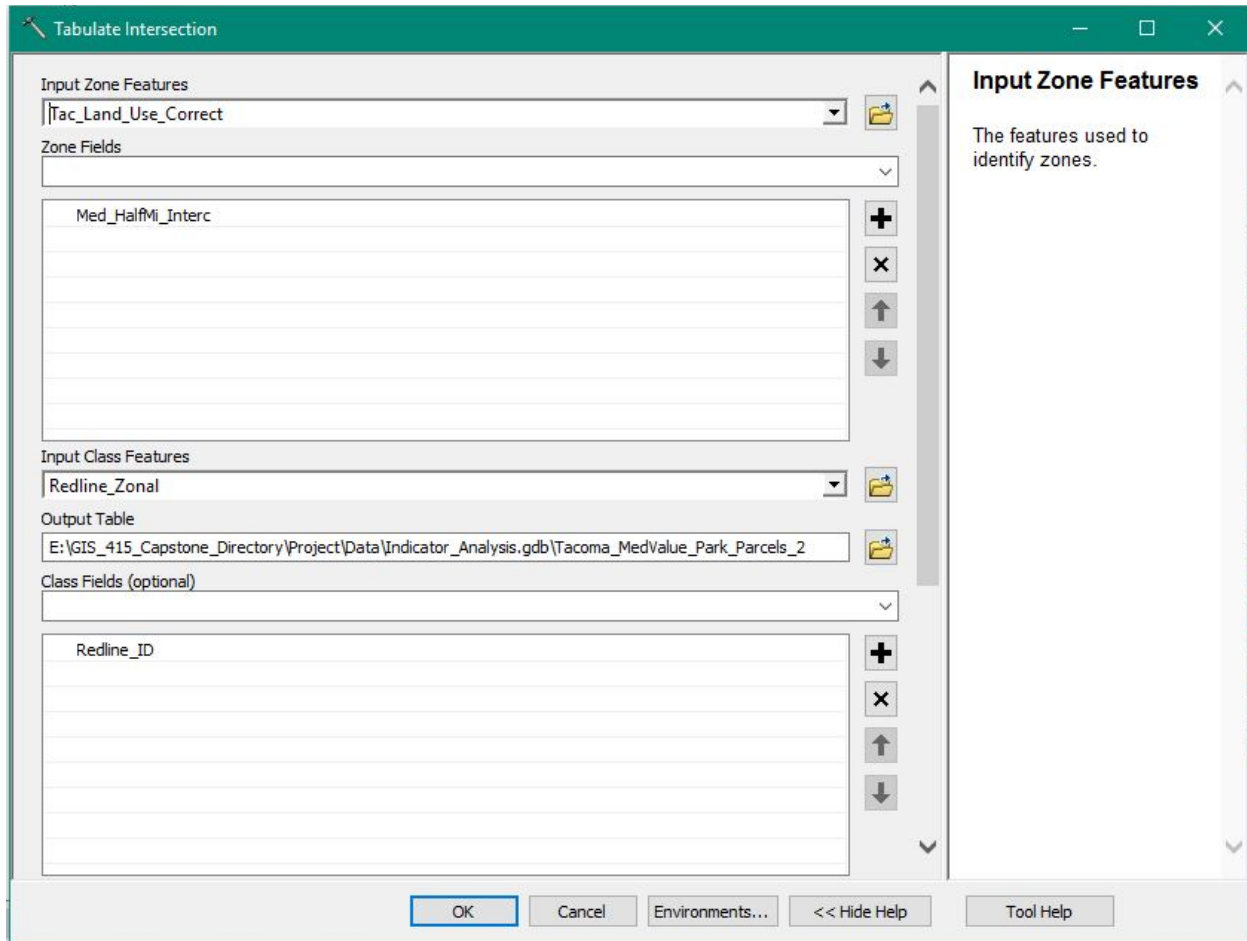 Tabulate Intersection
Input Zone Features
Tac_Land_Use_Correct
Zone Fields
Med_HalfMi_Interc
Input Class Features
Redline_Zonal
Output Table
E:\GIS_415_Capstone_Directory\Project\Data\Indicator_Analysis.gdb\Tacoma_MedValue_Park_Parcels_2
Class Fields (optional)
Redline_ID
OK
Cancel
Environments...
<< Hide Help
Tool Help
Input Zone Features
The features used to
identify zones.